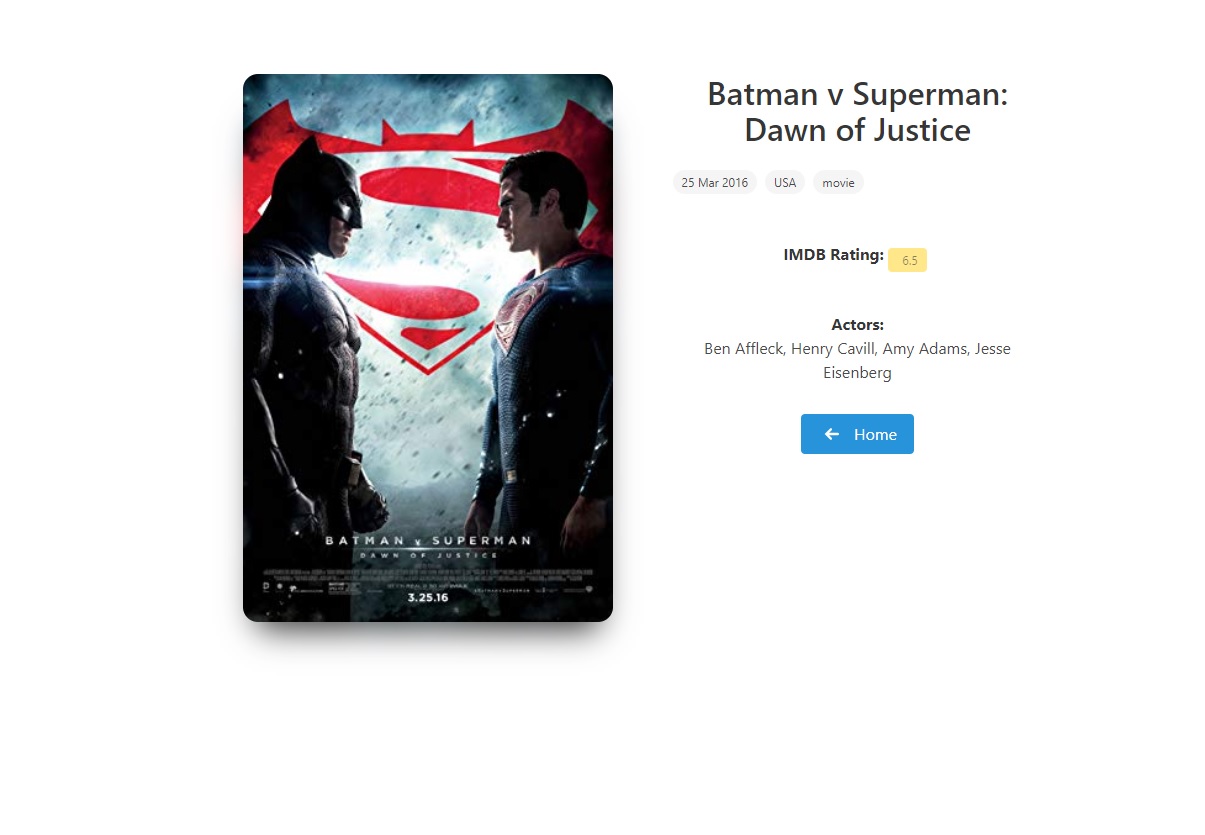 BATMAN v SUPERMAN
DAWN OF JUSTICE
3.25.16
Batman v Superman:
Dawn of Justice
25 Mar 2016 USA movie
IMDB Rating: 6.5
Actors:
Ben Affleck, Henry Cavill, Amy Adams, Jesse
Eisenberg
Home